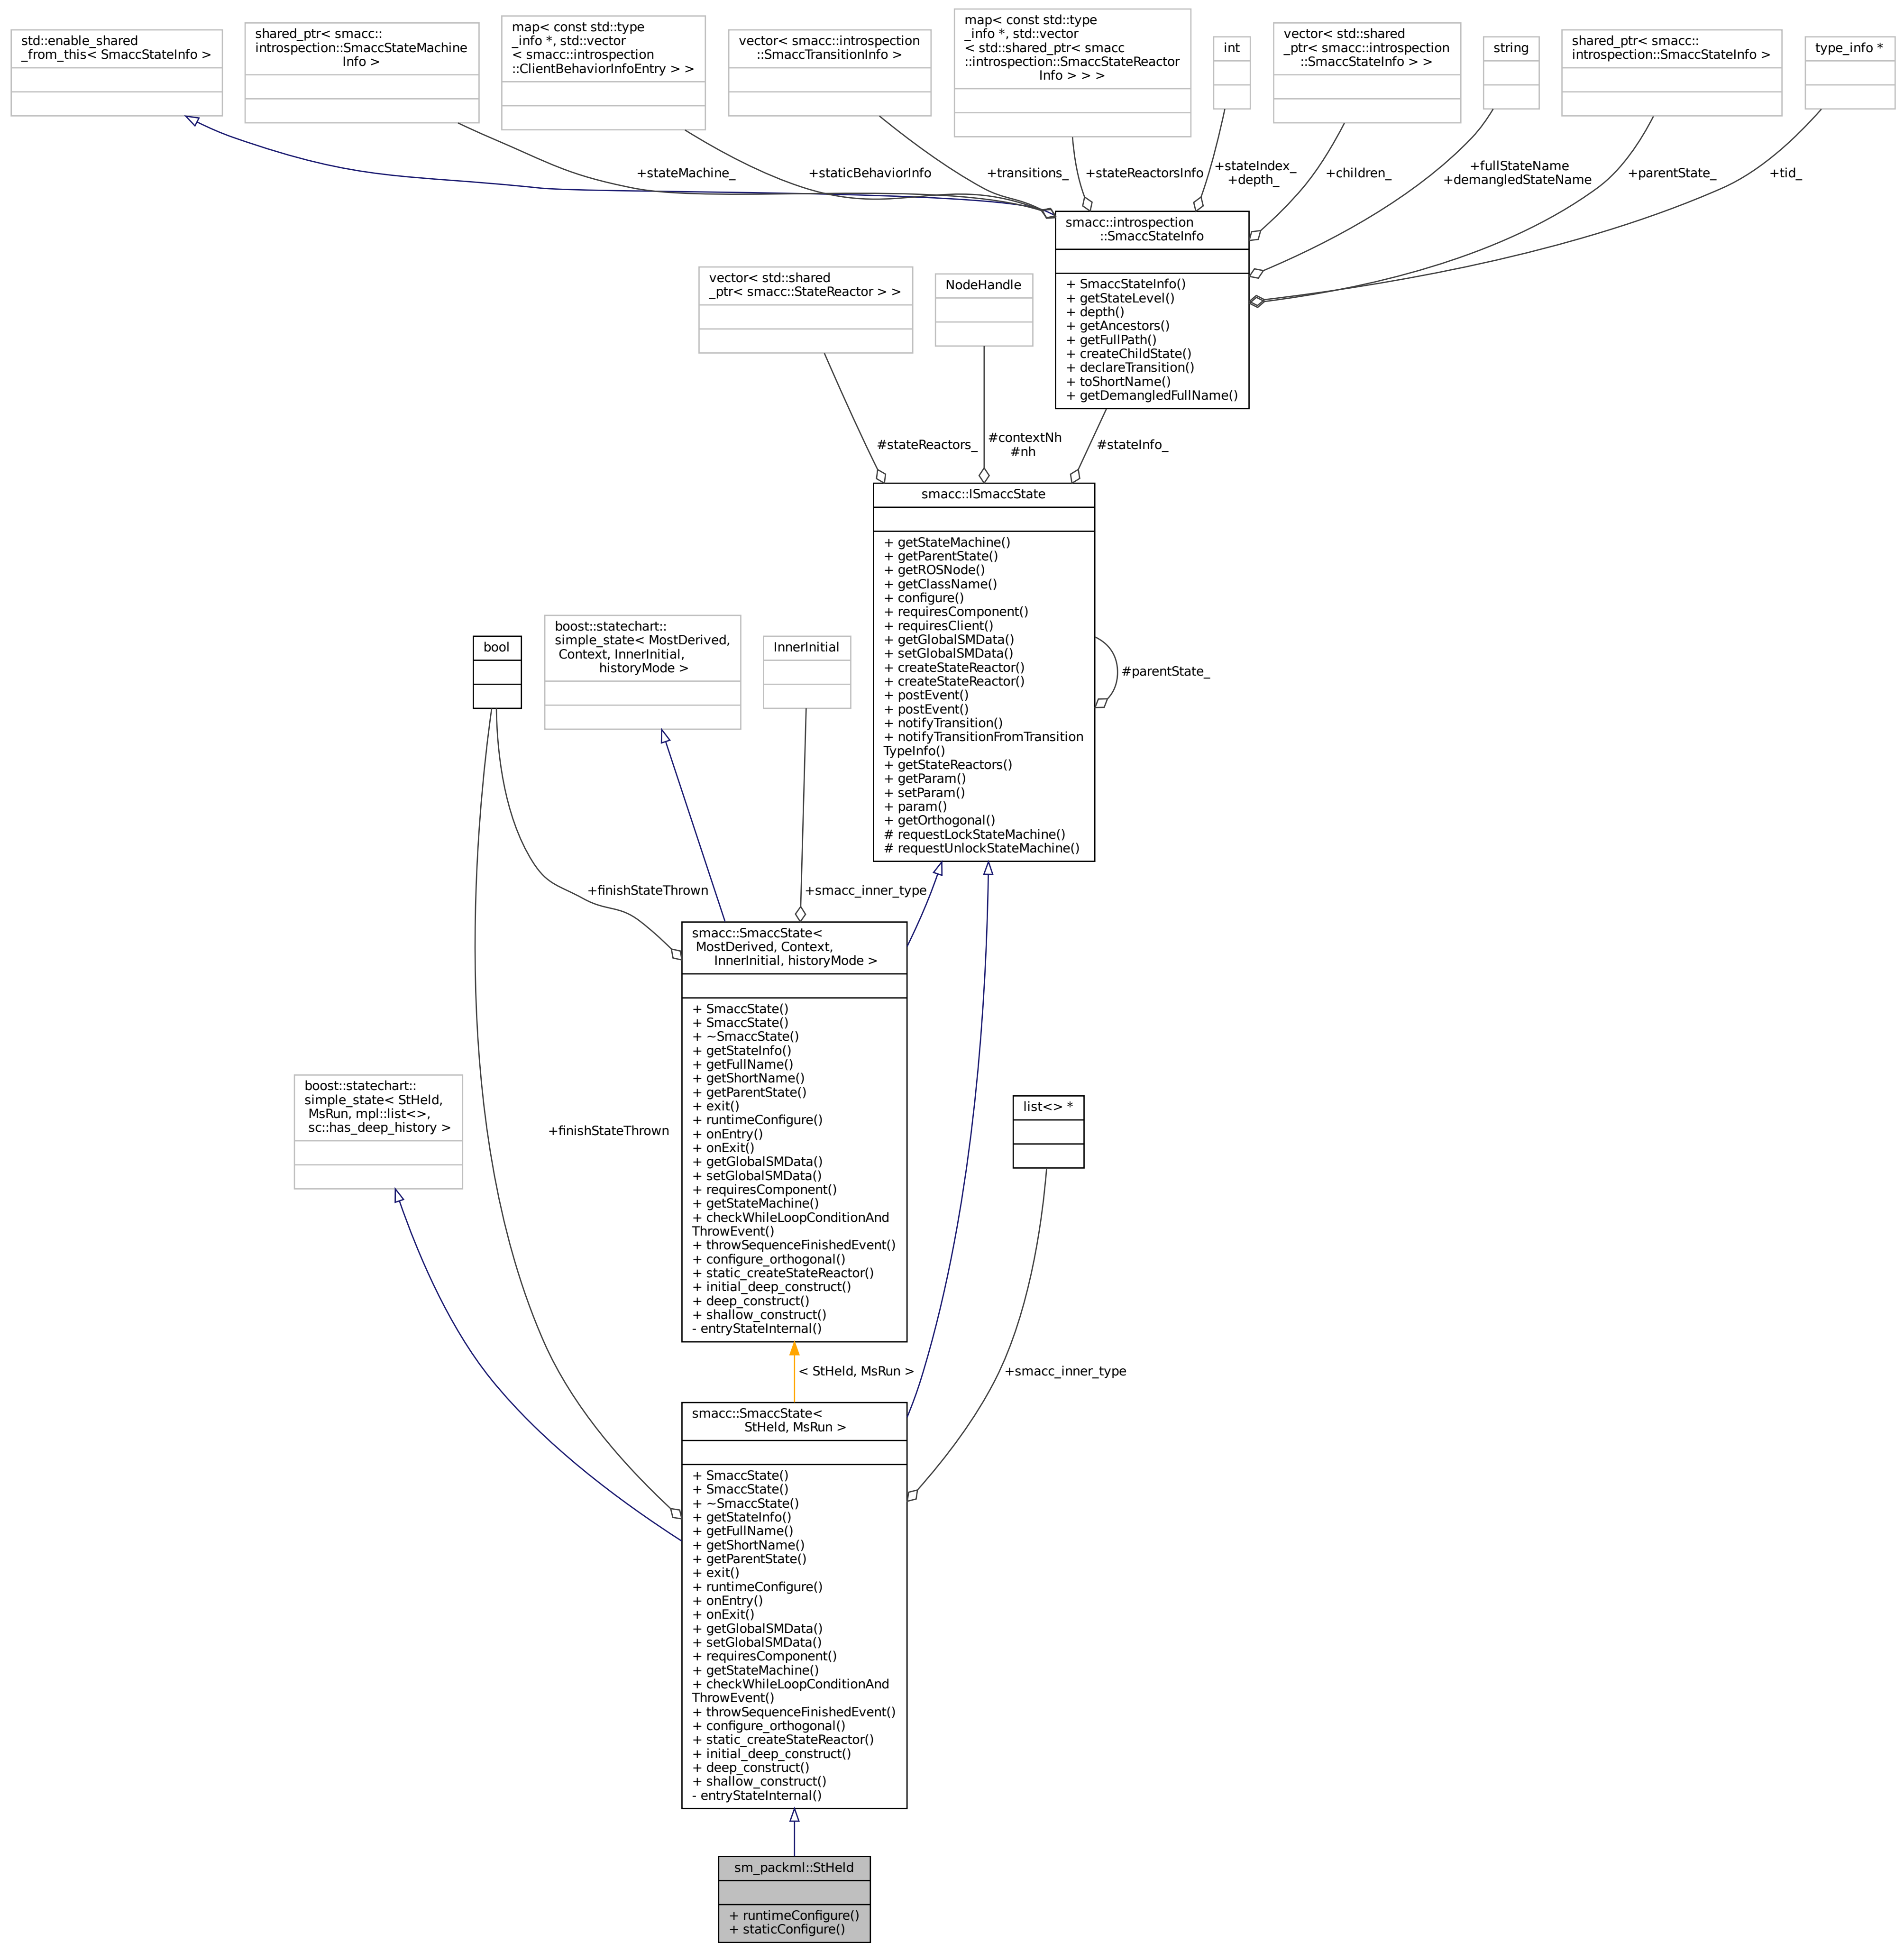 std::enable_shared
_from_this< SmaccStateInfo >
shared_ptr< smacc::
introspection::SmaccStateMachine
Info >
map< const std::type
_info *, std::vector
< smacc::introspection
::ClientBehaviorInfoEntry > >
vector< smacc::introspection
::SmaccTransitionInfo >
map< const std::type
_info *, std::vector
< std::shared_ptr< smacc
::introspection::SmaccStateReactor
Info > > >
int
vector< std::shared
_ptr< smacc::introspection
::SmaccStateInfo > >
string
shared_ptr< smacc::
introspection::SmaccStateInfo >
type_info *
+stateMachine_
+staticBehaviorInfo
+transitions_
+stateReactorsInfo
+stateIndex_
+depth_
+children_
+fullStateName
+demangledStateName
+parentState_
+tid_
smacc::introspection
::SmaccStateInfo
+ SmaccStateInfo()
+ getStateLevel()
+ depth()
+ getAncestors()
+ getFullPath()
+ createChildState()
+ declareTransition()
+ toShortName()
+ getDemangledFullName()
vector< std::shared
_ptr< smacc::StateReactor > >
NodeHandle
#stateReactors_
#contextNh
#nh
#stateInfo_
smacc::ISmaccState
+ getStateMachine()
+ getParentState()
+ getROSNode()
+ getClassName()
+ configure()
+ requiresComponent()
+ requiresClient()
+ getGlobalSMData()
+ setGlobalSMData()
+ createStateReactor()
+ createStateReactor()
+ postEvent()
+ postEvent()
+ notifyTransition()
+ notifyTransitionFromTransition
TypeInfo()
+ getStateReactors()
+ getParam()
+ setParam()
+ param()
+ getOrthogonal()
# requestLockStateMachine()
# requestUnlockStateMachine()
#parentState_
bool
boost::statechart::
simple_state< MostDerived,
Context, InnerInitial,
historyMode >
InnerInitial
+finishStateThrown
+smacc_inner_type
smacc::SmaccState<
MostDerived, Context,
InnerInitial, historyMode >
+ SmaccState()
+ SmaccState()
+ ~SmaccState()
+ getStateInfo()
+ getFullName()
+ getShortName()
+ getParentState()
+ exit()
+ runtimeConfigure()
+ onEntry()
+ onExit()
+ getGlobalSMData()
+ setGlobalSMData()
+ requiresComponent()
+ getStateMachine()
+ checkWhileLoopConditionAnd
ThrowEvent()
+ throwSequenceFinishedEvent()
+ configure_orthogonal()
+ static_createStateReactor()
+ initial_deep_construct()
+ deep_construct()
+ shallow_construct()
- entryStateInternal()
boost::statechart::
simple_state< StHeld,
MsRun, mpl::list<>,
sc::has_deep_history >
+finishStateThrown
list<> *
< StHeld, MsRun >
+smacc_inner_type
smacc::SmaccState<
StHeld, MsRun >
+ SmaccState()
+ SmaccState()
+ ~SmaccState()
+ getStateInfo()
+ getFullName()
+ getShortName()
+ getParentState()
+ exit()
+ runtimeConfigure()
+ onEntry()
+ onExit()
+ getGlobalSMData()
+ setGlobalSMData()
+ requiresComponent()
+ getStateMachine()
+ checkWhileLoopConditionAnd
ThrowEvent()
+ throwSequenceFinishedEvent()
+ configure_orthogonal()
+ static_createStateReactor()
+ initial_deep_construct()
+ deep_construct()
+ shallow_construct()
- entryStateInternal()
sm_packml::StHeld
+ runtimeConfigure()
+ staticConfigure()